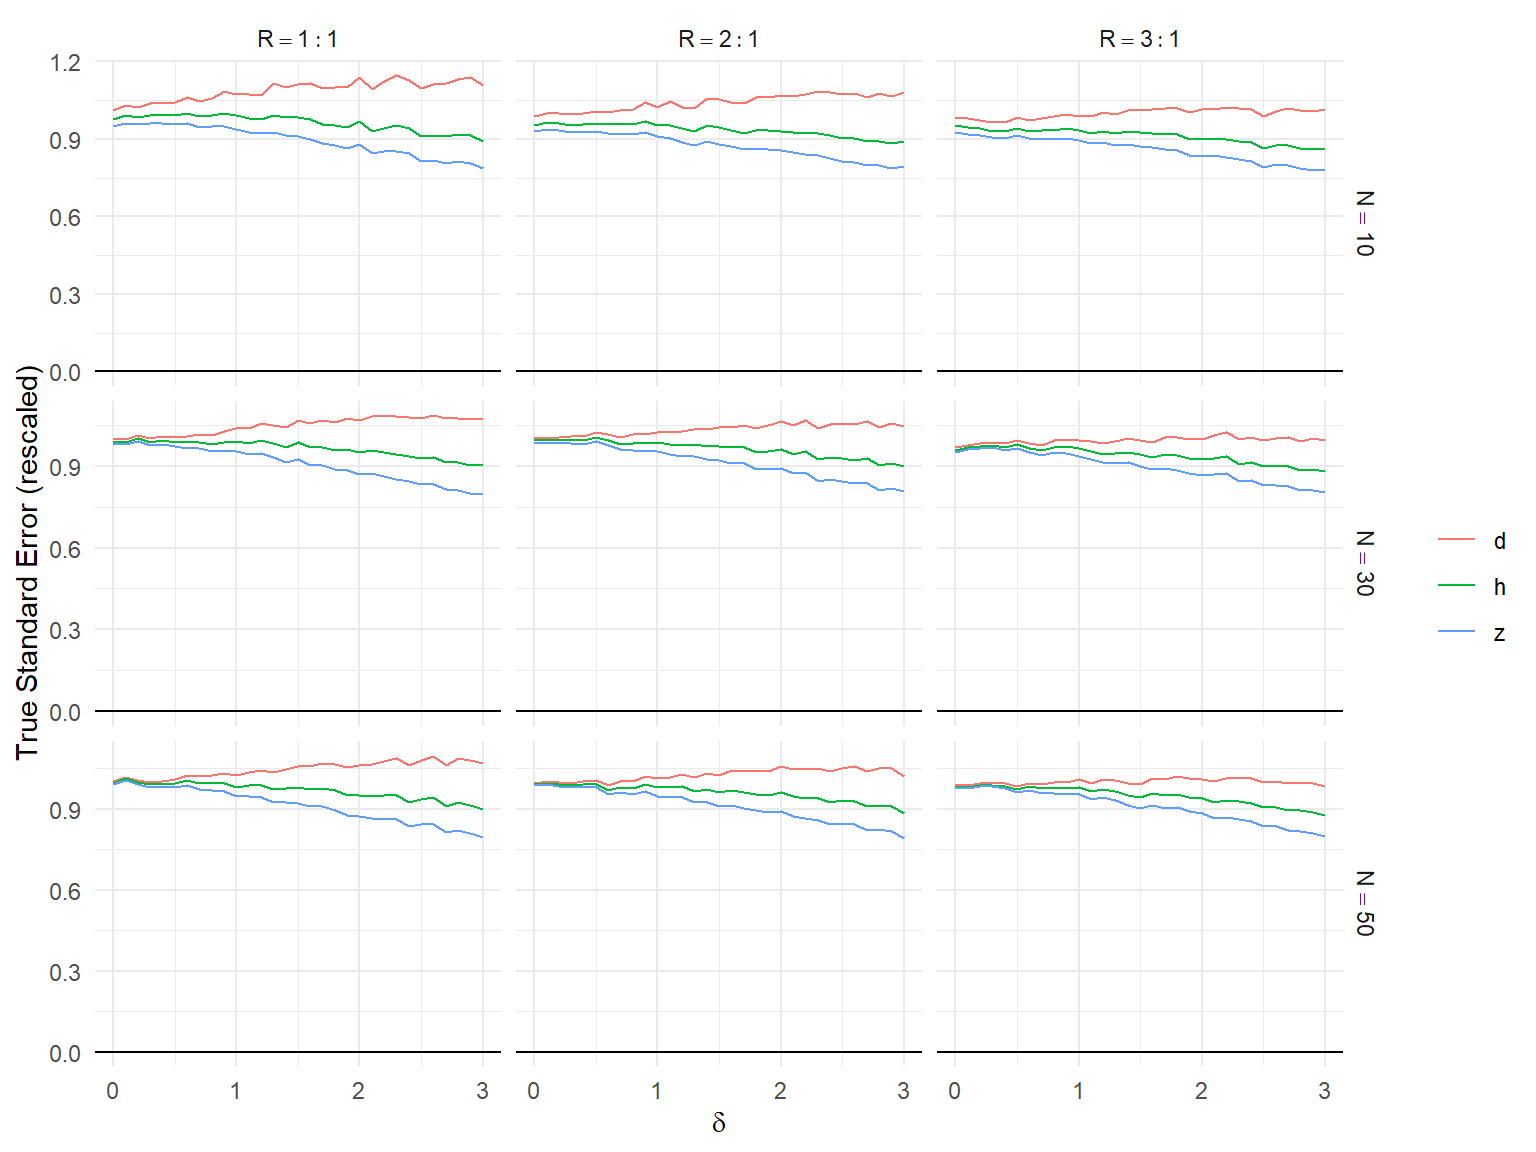 R = 1 : 1
R = 2 : 1
R = 3 : 1
1.2
0.9
0.6
0.3
0.0
N = 10
0.9
0.6
0.3
0.0
N = 30
0.9
0.6
0.3
0.0
N = 50
0 1 2 3
0 1 2 3
0 1 2 3
δ
True Standard Error (rescaled)
d
h
z